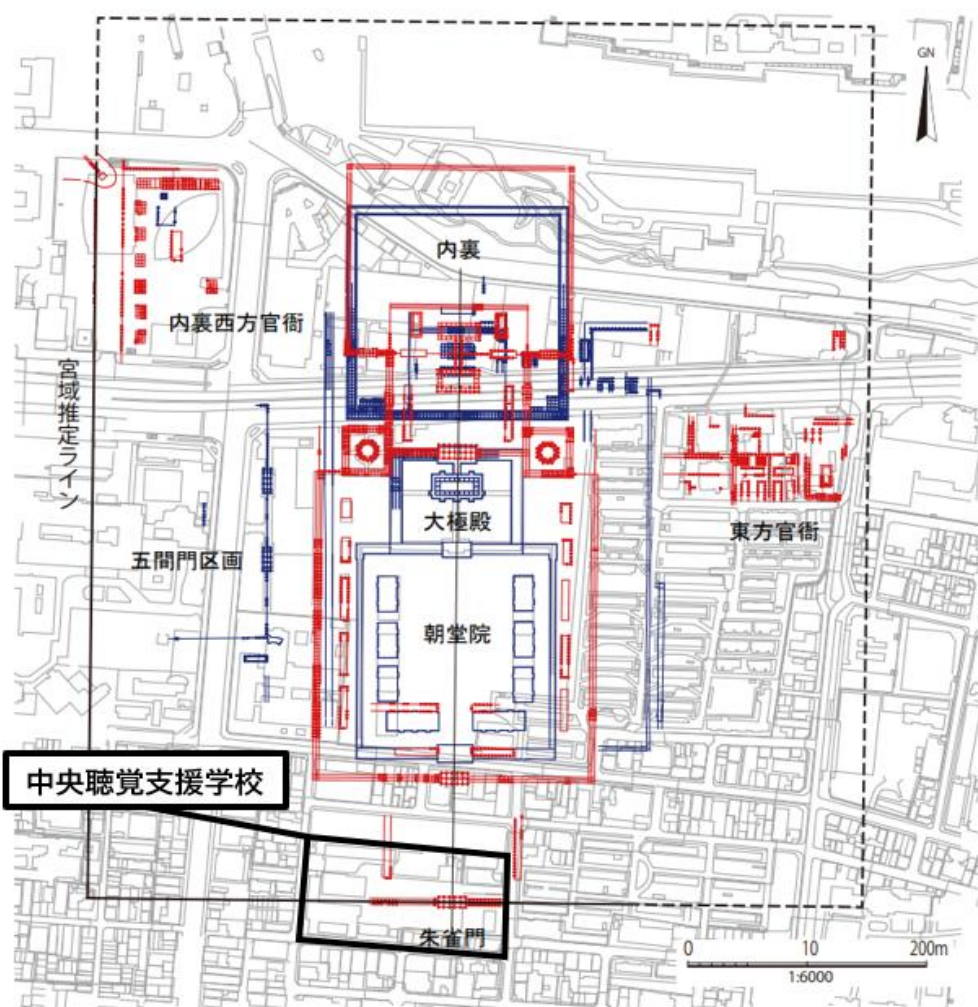 GN
内裏
内裏西方官衙
宮域推定ライン
大極殿
東方官衙
五間門区画
朝堂院
中央聴覚支援学校
朱雀門
0 10 200m
1:6000